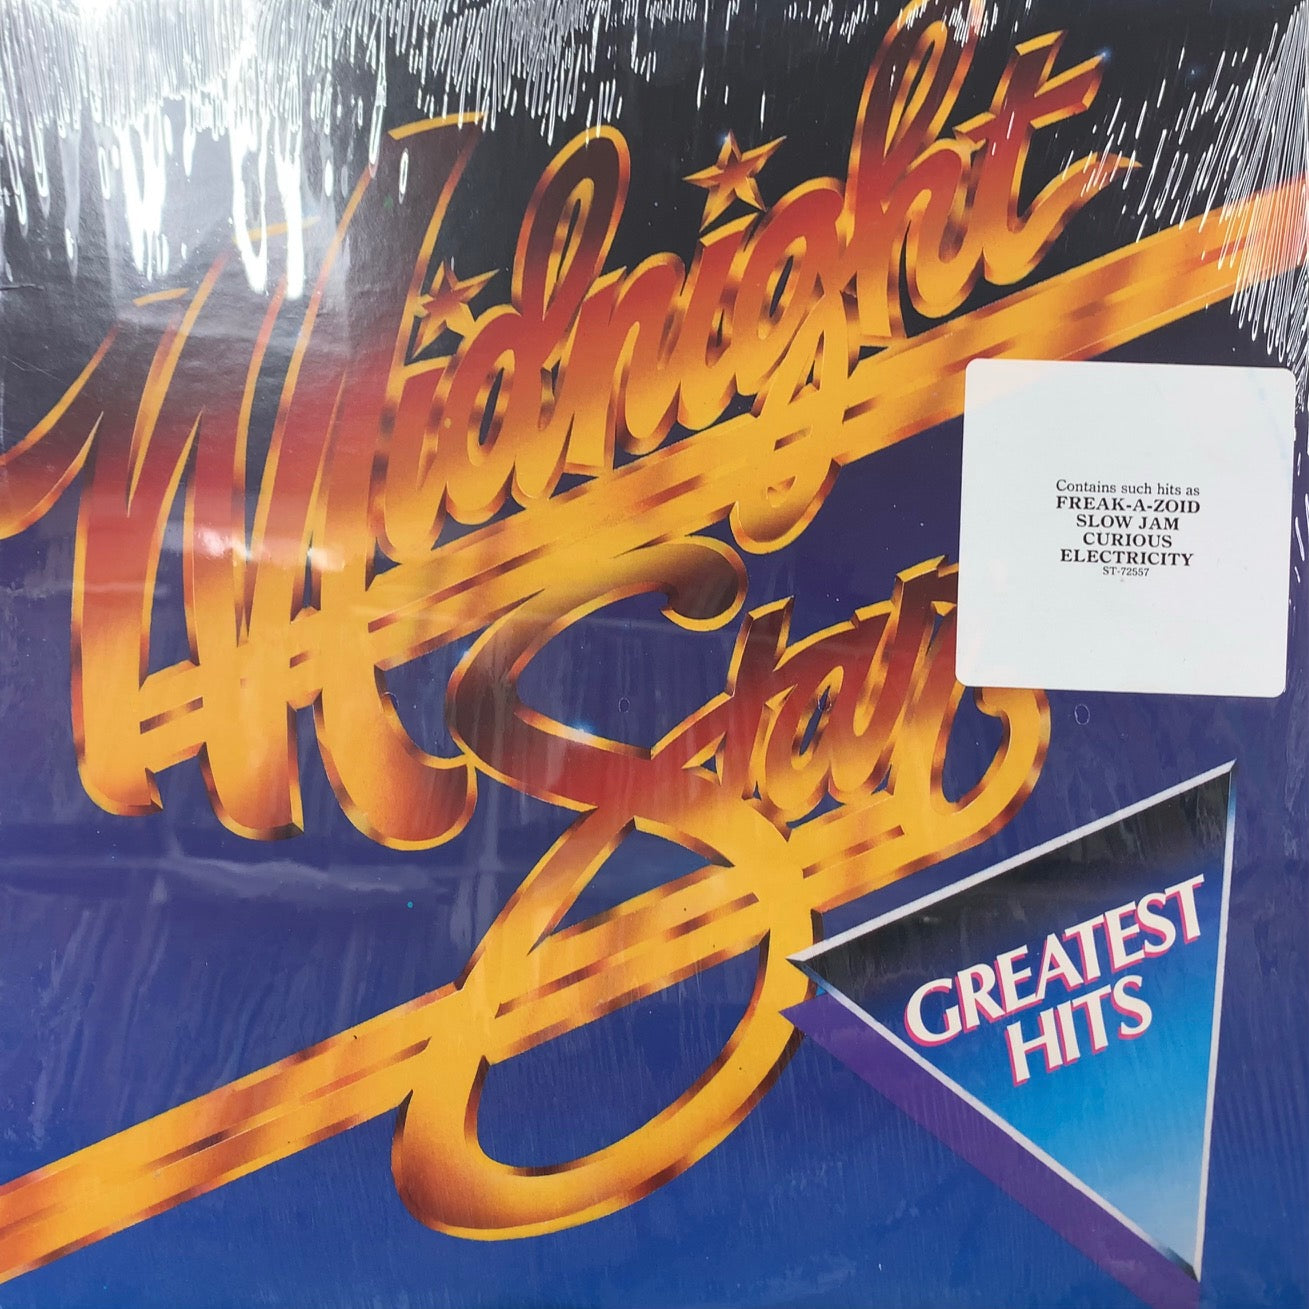 Midnight
Star
Contains such hits as
FREAK-A-ZOID
SLOW JAM
CURIOUS
ELECTRICITY
ST-72557
GREATEST
HITS